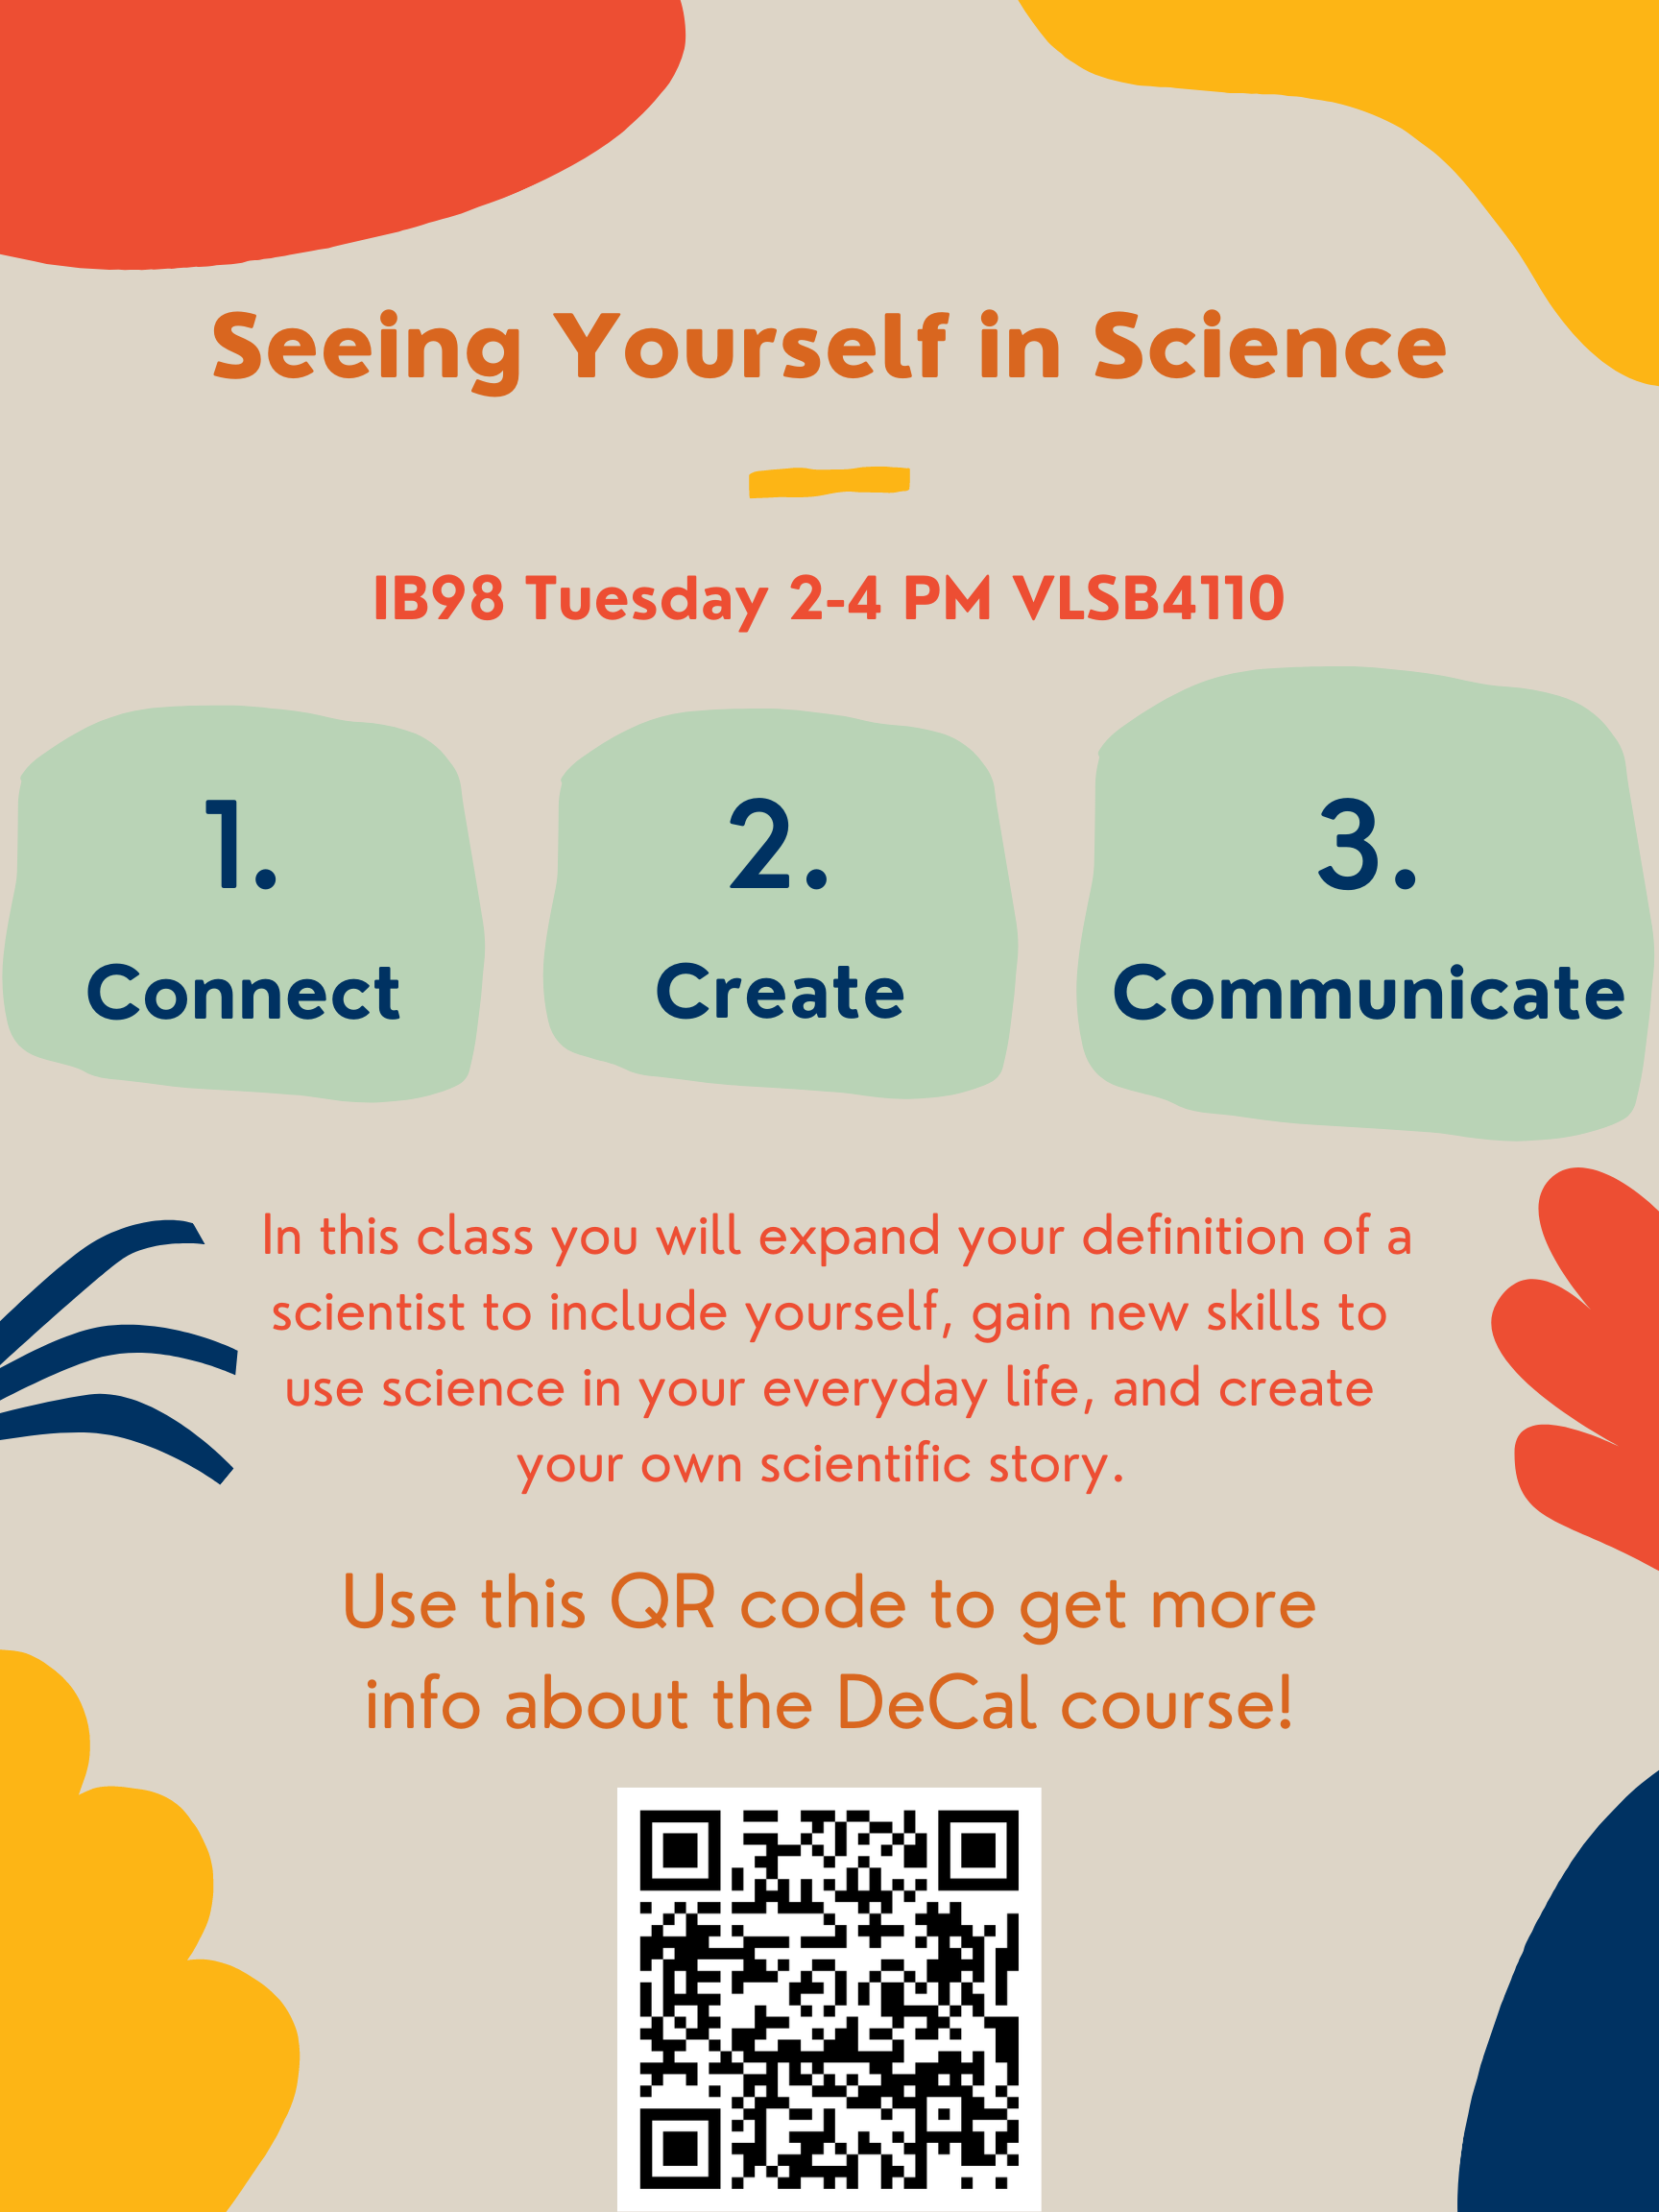 Seeing Yourself in Science
IB98 Tuesday 2-4 PM VLSB4110
1.
Connect
2.
Create
3.
Communicate
In this class you will expand your definition of a
scientist to include yourself, gain new skills to
use science in your everyday life, and create
your own scientific story.
Use this QR code to get more
info about the DeCal course!